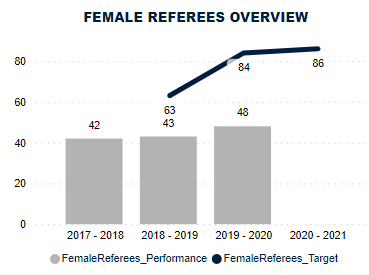 FEMALE REFEREES OVERVIEW
80
60
40
20
0
84
86
63
42
43
48
2017 - 2018
2018 - 2019
2019 - 2020
2020 - 2021
FemaleReferees_Performance
FemaleReferees_Target